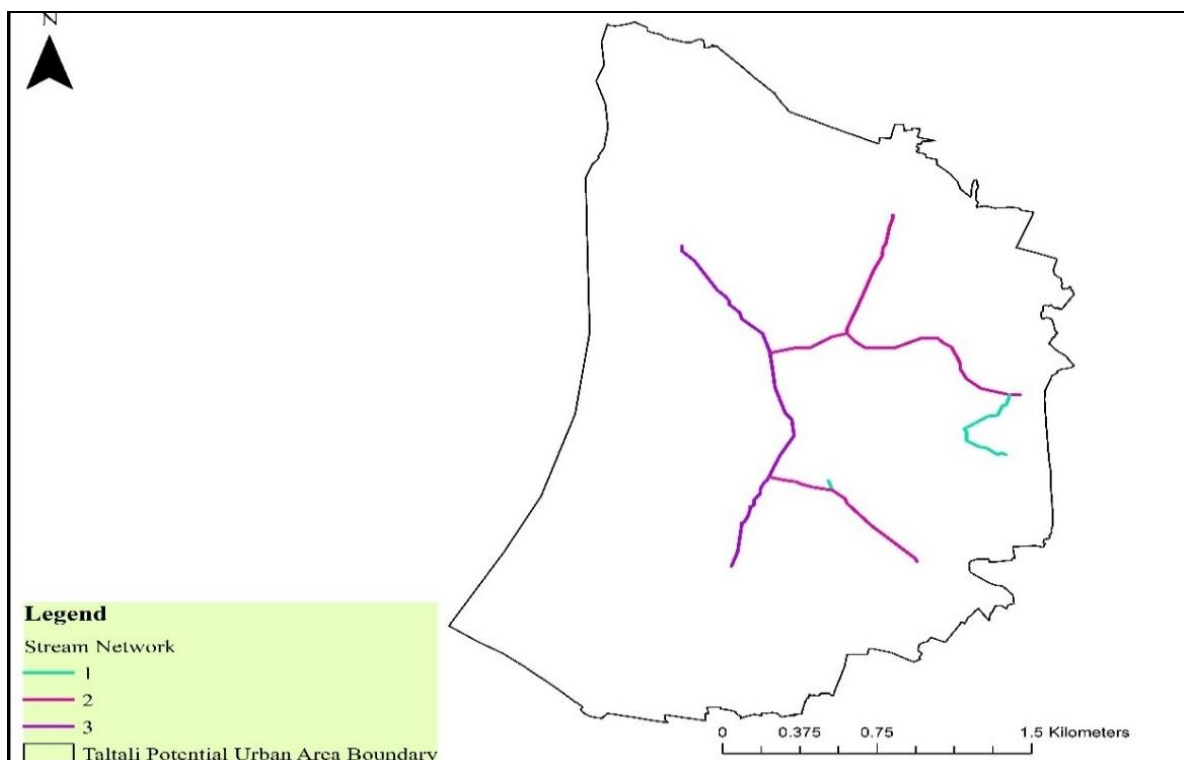 N
Legend
Stream Network
1
2
3
Taltali Potential Urban Area Boundary
0 0.375 0.75 1.5 Kilometers